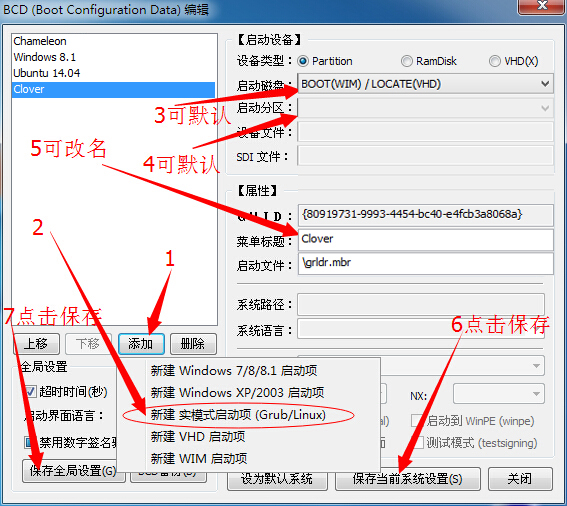 BCD (Boot Configuration Data) 编辑
Chameleon
Windows 8.1
Ubuntu 14.04
Clover
【启动设备】
设备类型：
Partition
RamDisk
VHD(X)
启动磁盘：
BOOT(WIM) / LOCATE(VHD)
3可默认
启动分区：
5可改名
4可默认
设备文件：
SDI 文件：
【属性】
{80919731-9993-4454-bc40-e4fcb3a8068a}
2
菜单标题：
Clover
1
启动文件：
\grldr.mbr
7点击保存
系统路径：
6点击保存
系统语言：
上移
下移
添加
删除
全局设置
新建 Windows 7/8/8.1 启动项
超时时间(秒)
新建 Windows XP/2003 启动项
NX：
启动界面语言：
新建 实模式启动项 (Grub/Linux)
启动到 WinPE (winpe)
禁用数字签名
新建 VHD 启动项
测试模式 (testsigning)
新建 WIM 启动项
保存全局设置(G)
设为默认系统
保存当前系统设置(S)
关闭